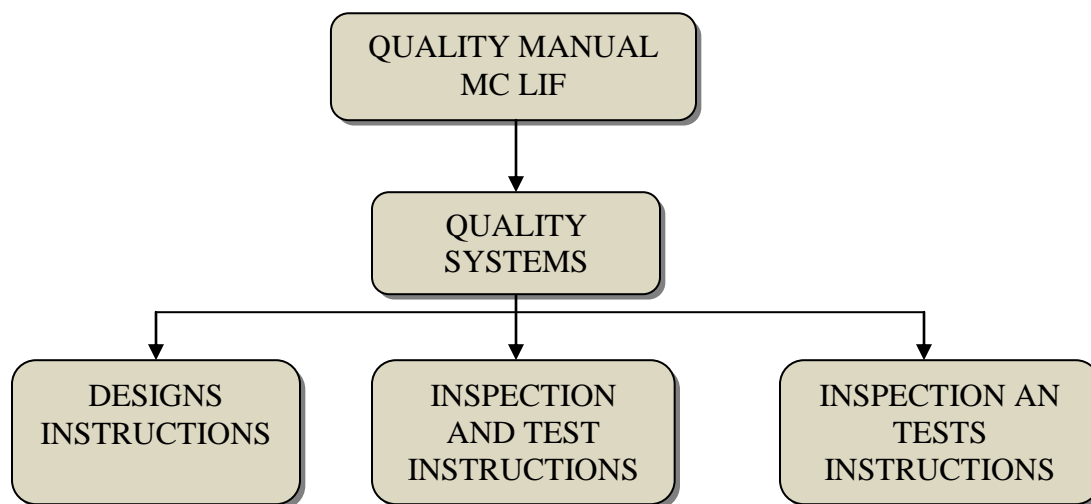 QUALITY MANUAL
MC LIF
QUALITY
SYSTEMS
DESIGNS
INSTRUCTIONS
INSPECTION
AND TEST
INSTRUCTIONS
INSPECTION AN
TESTS
INSTRUCTIONS